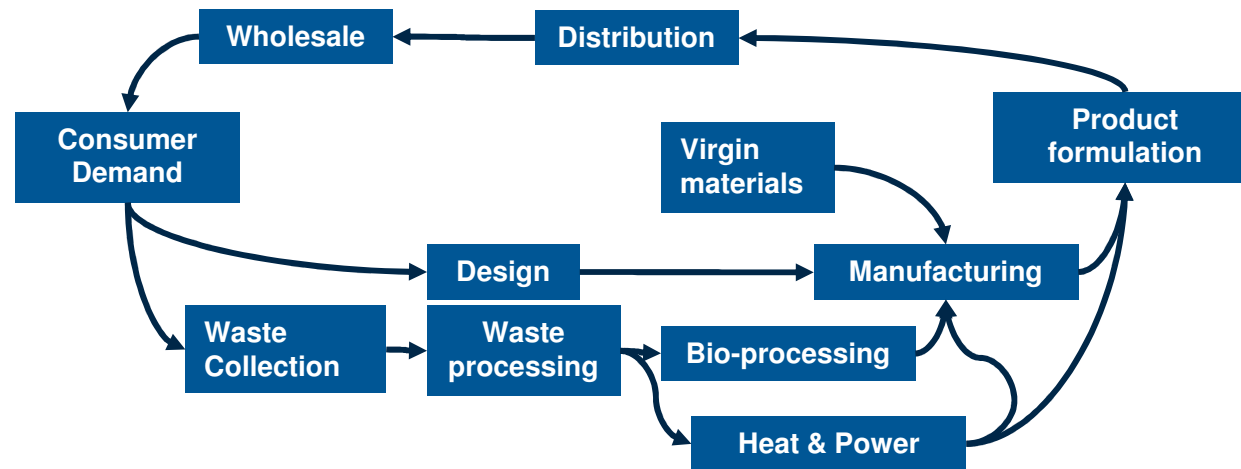 Wholesale
Distribution
Consumer
Demand
Product
formulation
Virgin
materials
Design
Manufacturing
Waste
Collection
Waste
processing
Bio-processing
Heat & Power